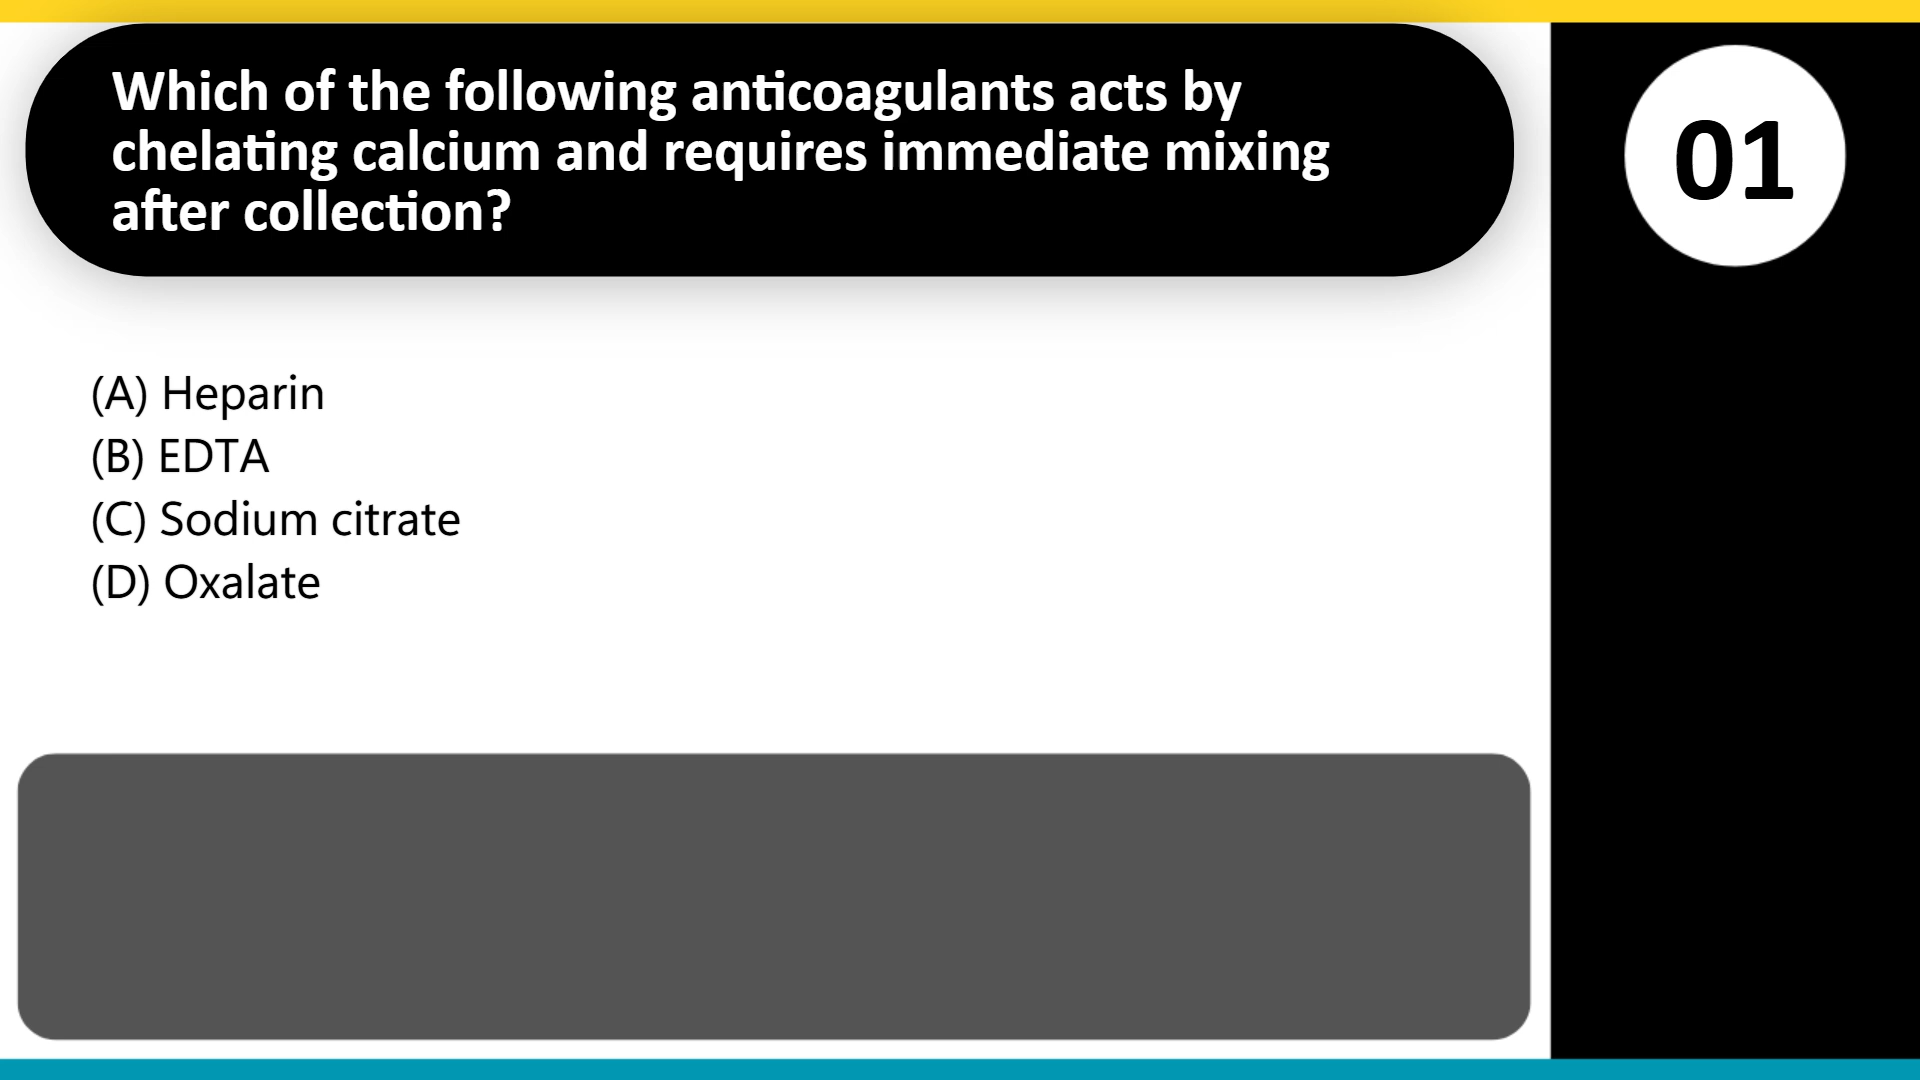 Which of the following anticoagulants acts by
chelating calcium and requires immediate mixing
after collection?
01
(A) Heparin
(B) EDTA
(C) Sodium citrate
(D) Oxalate